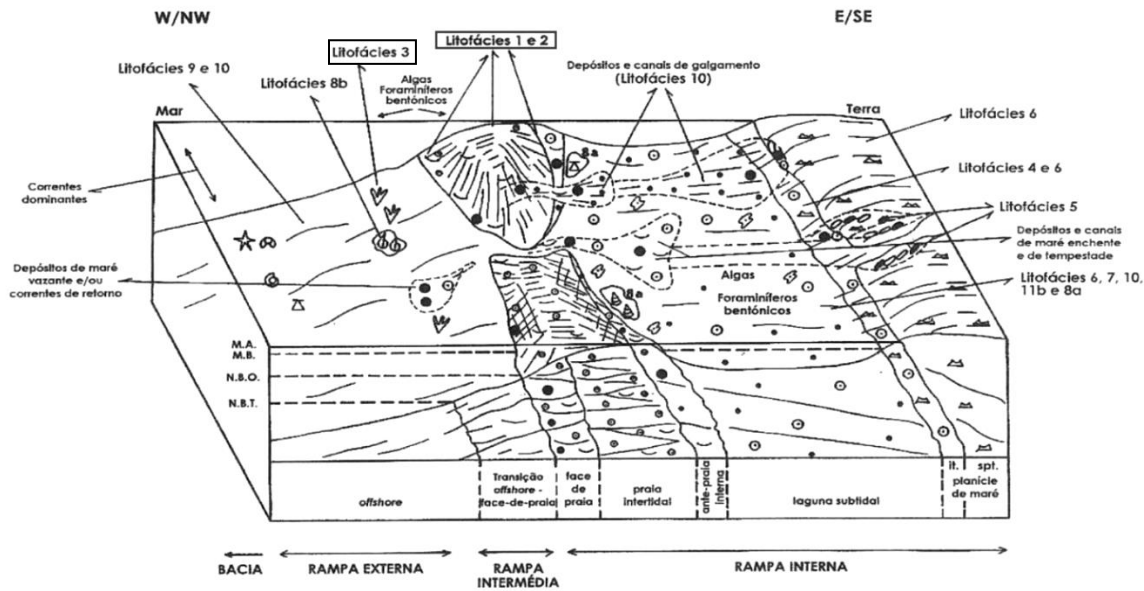 W/NW
E/SE
Litofácies 3
Litofácies 1 e 2
Litofácies 9 e 10
Litofácies 8b
Algas
Foraminíferos
bentónicos
Depósitos e canais de galgamento
(Litofácies 10)
Mar
Terra
Litofácies 6
Correntes
dominantes
8a
Litofácies 4 e 6
Litofácies 5
Depósitos e canais
de maré enchente
e de tempestade
Depósitos de maré
vazante e/ou
correntes de retorno
Algas
Foraminíferos
bentónicos
8a
Litofácies 6, 7, 10,
11b e 8a
M.A.
M.B.
N.B.O.
N.B.T.
offshore
Transição
offshore -
face-de-praia
face
de
praia
praia
intertidal
ante-praia
interna
laguna subtidal
it. spt.
planície
de maré
BACIA
RAMPA EXTERNA
RAMPA
INTERMÉDIA
RAMPA INTERNA